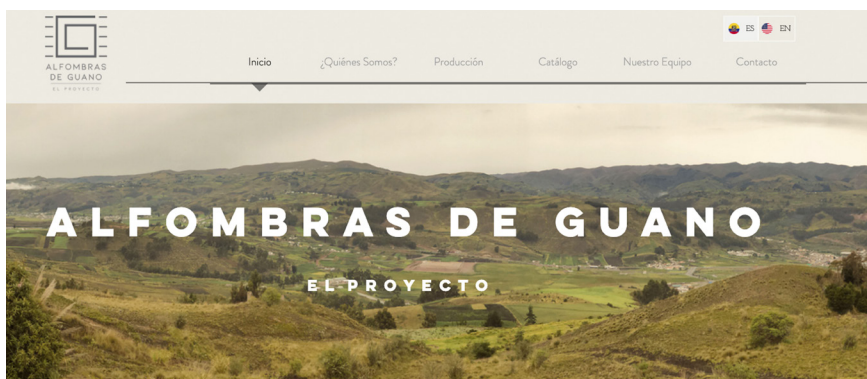 ES EN
ALFOMBRAS
DE GUANO
EL PROYECTO
Inicio ¿Quiénes Somos? Producción Catálogo Nuestro Equipo Contacto
ALFOMBRAS DE GUANO
EL PROYECTO